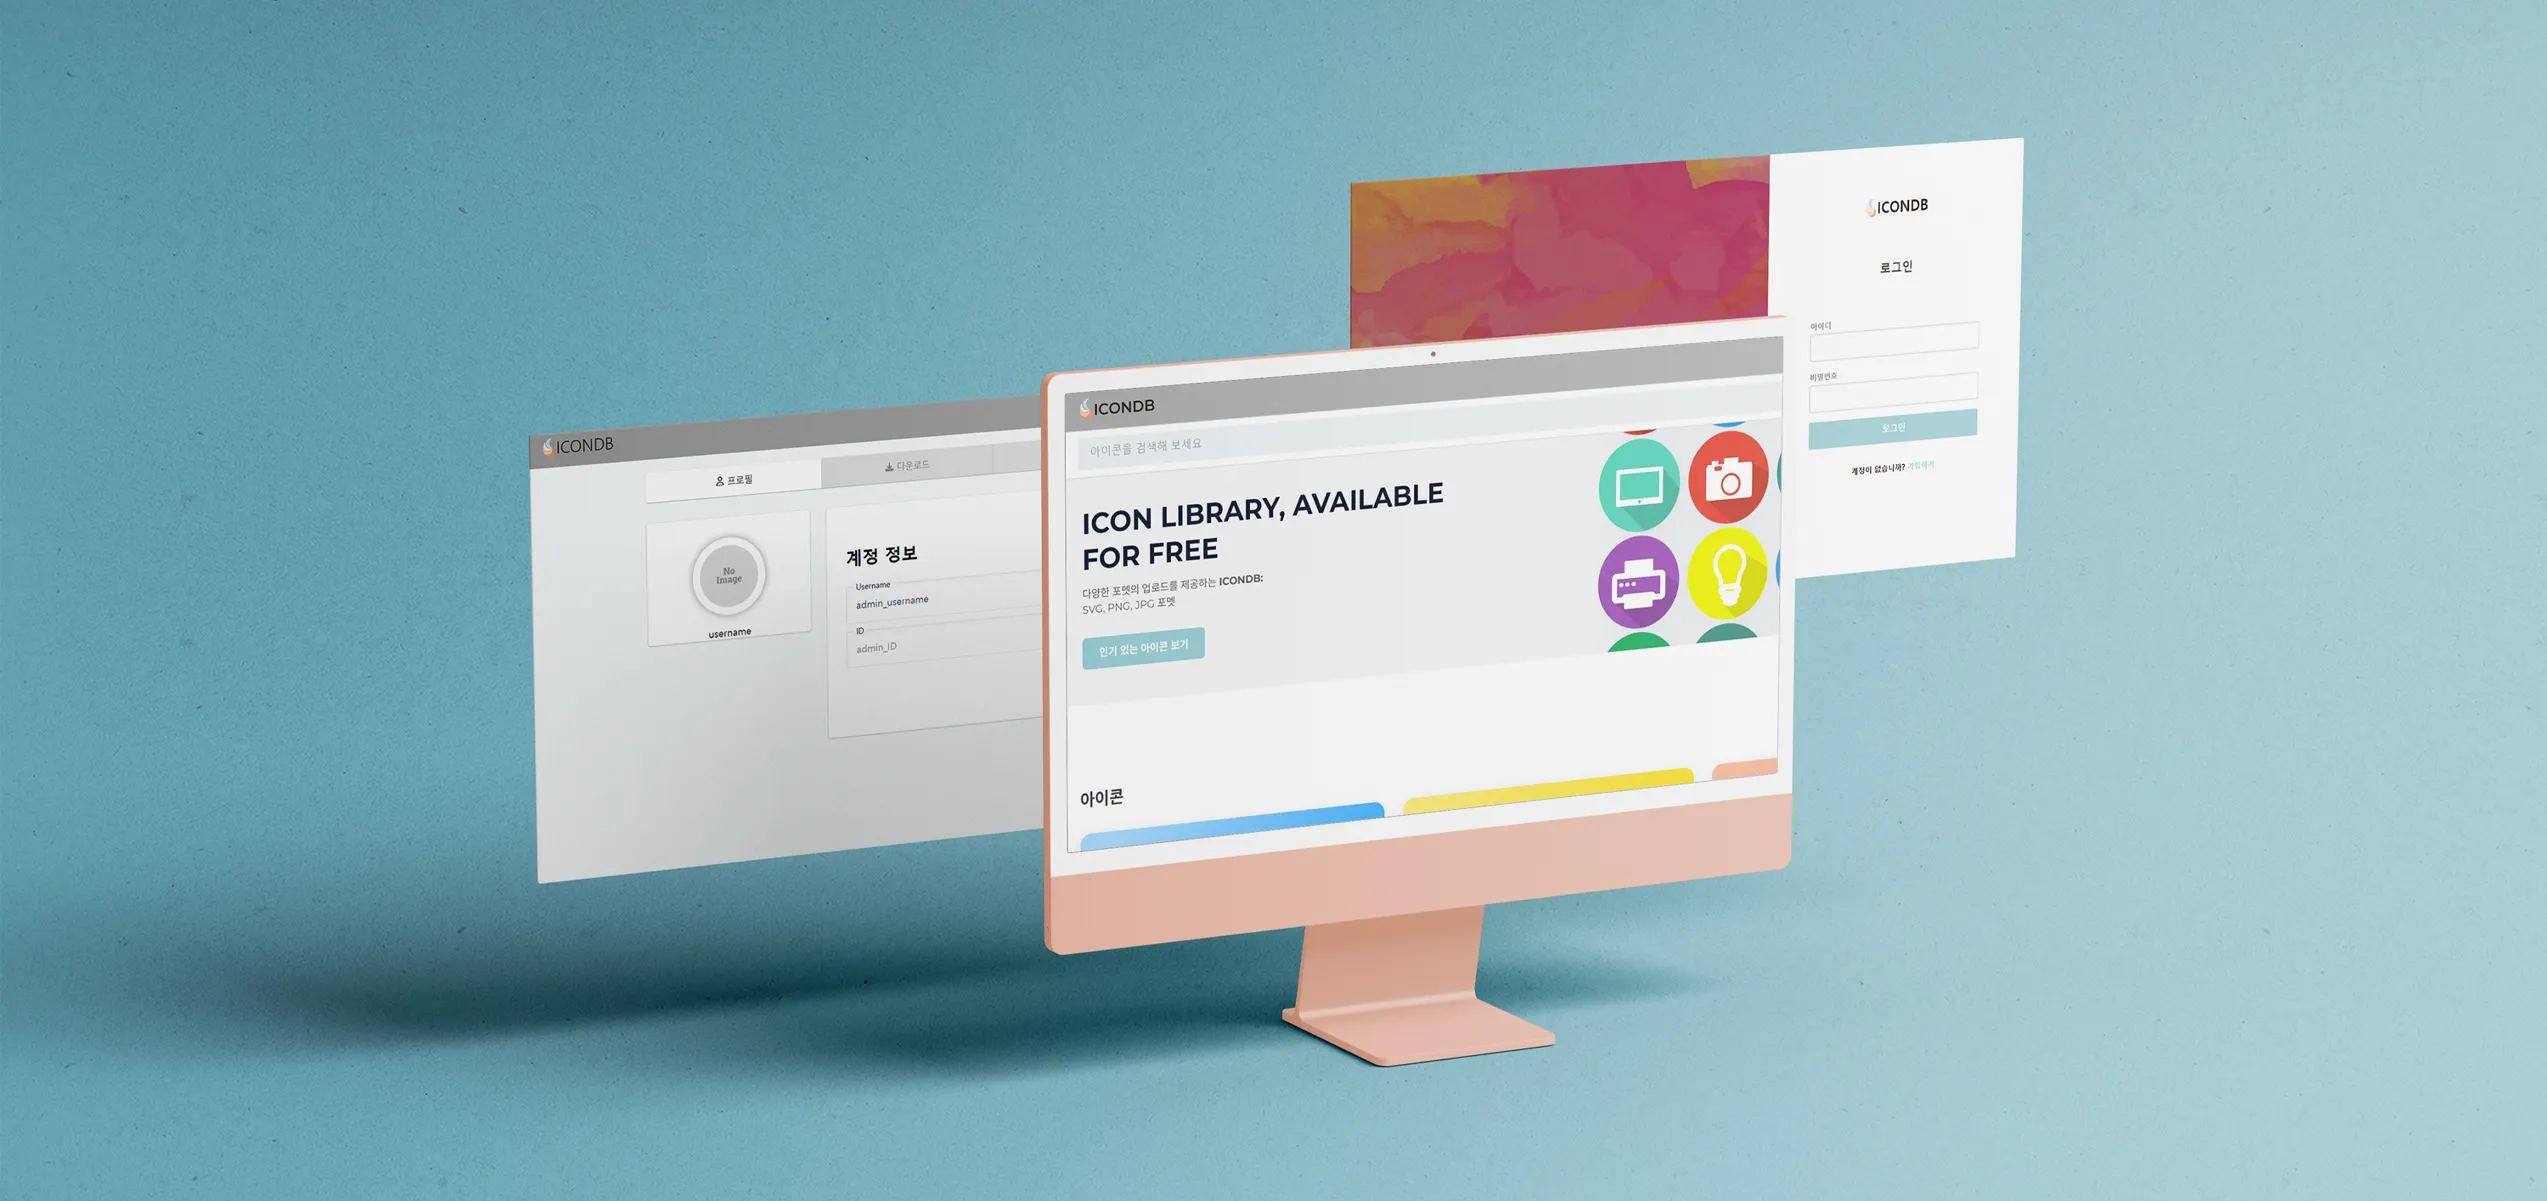 ICONDB
프로필
다운로드
No
Image
username
계정 정보
Username
admin_username
ID
admin_ID
ICONDB
아이콘을 검색해 보세요
ICON LIBRARY, AVAILABLE
FOR FREE
다양한 포멧의 업로드를 제공하는 ICONDB:
SVG, PNG, JPG 포멧
인기 있는 아이콘 보기
아이콘
ICONDB
로그인
아이디
비밀번호
로그인
계정이 없습니까? 가입하기